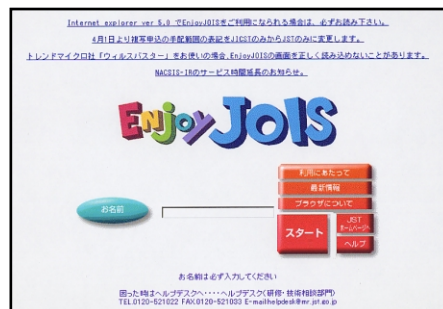 Internet explorer ver 5.0 でEnjoyJOISをご利用になられる場合は、必ずお読み下さい。
4月1日より複写申込の手配範囲の表記をJICSTのみからJSTのみに変更します。
トレンドマイクロ社「ウィルスバスター」をお使いの場合,EnjoyJOISの画面を正しく読み込めないことがあります。
NACSIS-IRのサービス時間延長のお知らせ。
Enjoy JOIS
利用にあたって
最新情報
ブラウザについて
お名前
スタート
JST
ホームページ
ヘルプ
お名前は必ず入力してください
困った時はヘルプデスクへ・・・・ヘルプデスク(研修・技術相談部門)
TEL.0120-521022 FAX.0120-521033 E-mailhelpdesk@mr.jst.go.jp